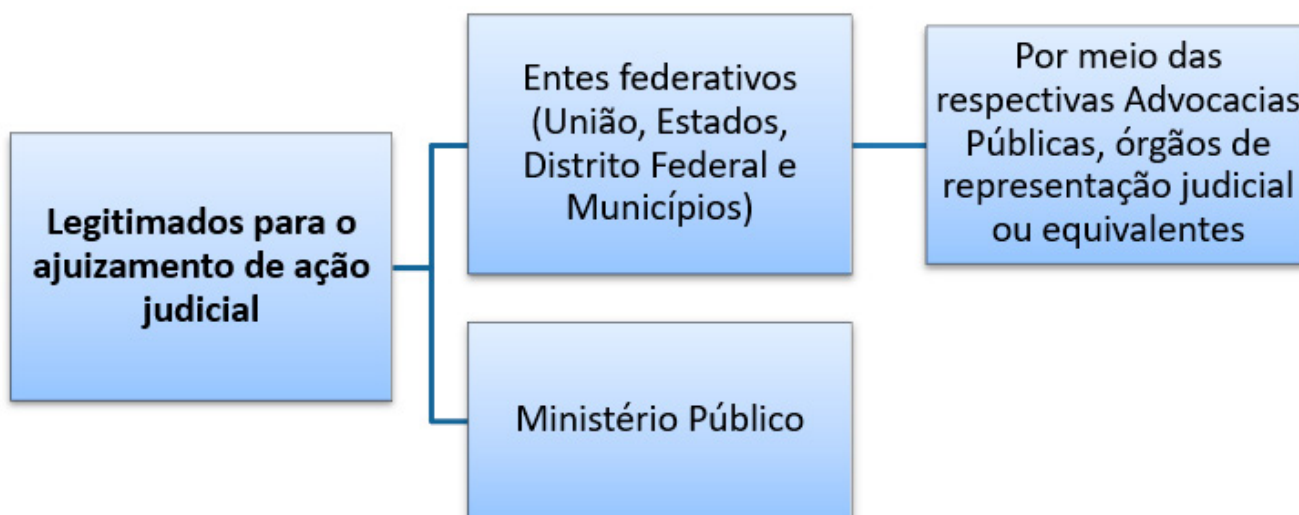 Legitimados para o
ajuizamento de ação
judicial
Entes federativos
(União, Estados,
Distrito Federal e
Municípios)
Por meio das
respectivas Advocacias
Públicas, órgãos de
representação judicial
ou equivalentes
Ministério Público